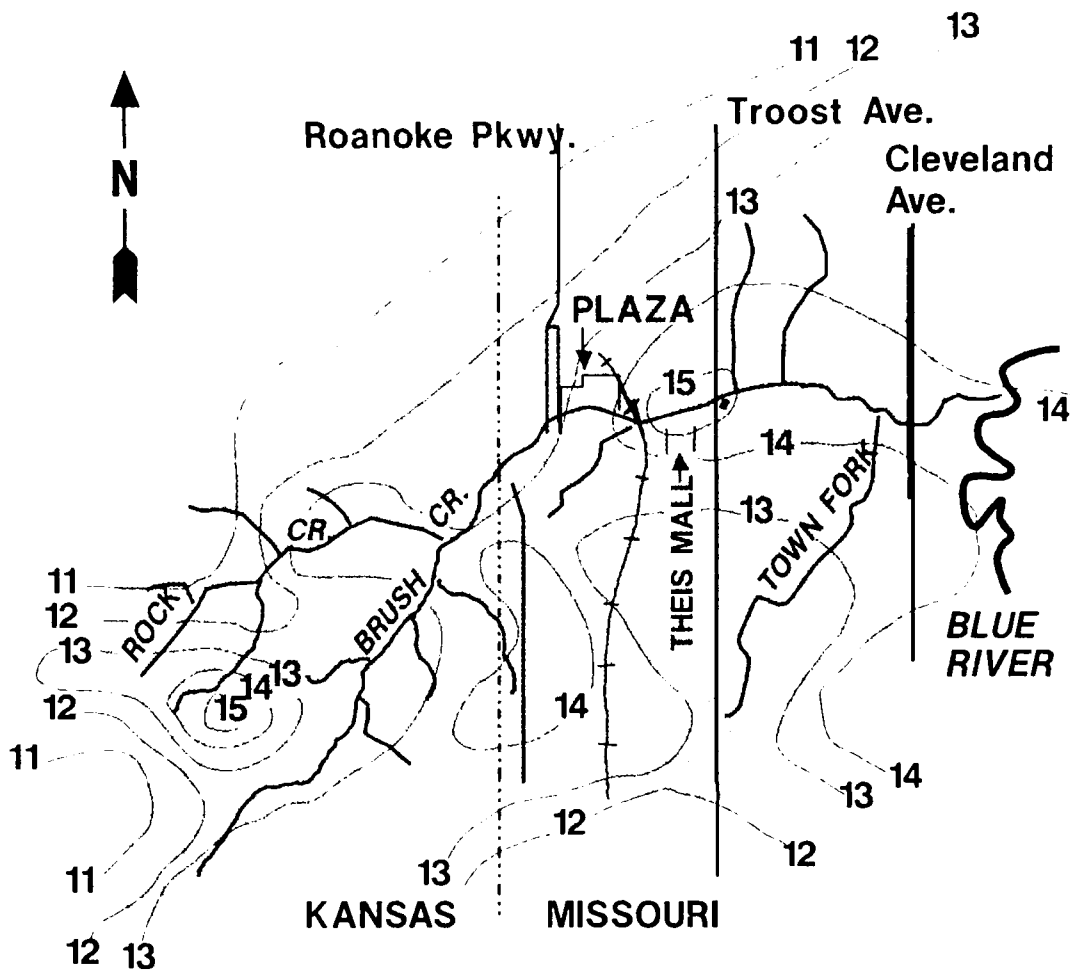 13
11 12
Troost Ave.
Roanoke Pkwy.
Cleveland
Ave.
N
13
PLAZA
15
14
14
CR.
CR.
13
TOWN FORK
THEIS MALL
11
12
ROCK
BRUSH
BLUE
RIVER
13
14 13
15
12
14
11
14
13
12
12
13
11
KANSAS
MISSOURI
12 13